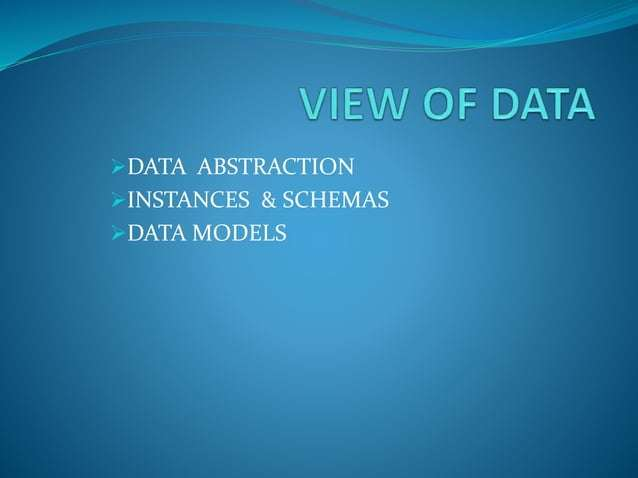 VIEW OF DATA
➢DATA  ABSTRACTION
➢INSTANCES  & SCHEMAS
➢DATA MODELS